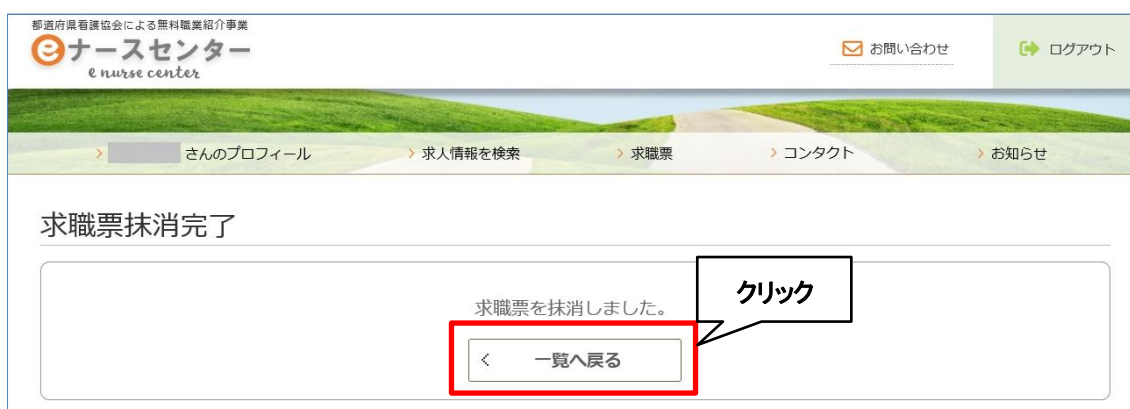 都道府県看護協会による無料職業紹介事業
eナースセンター
e nurse center
お問い合わせ
ログアウト
さんのプロフィール
求人情報を検索
求職票
コンタクト
お知らせ
求職票抹消完了
求職票を抹消しました。
クリック
一覧へ戻る